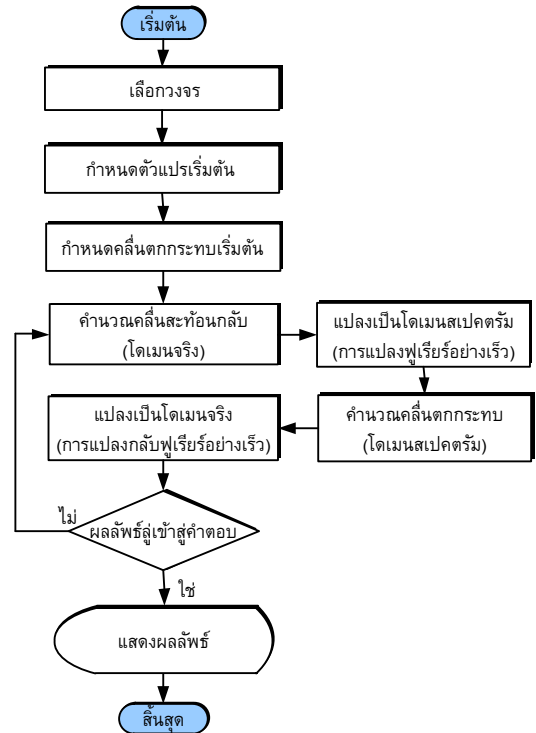 เริ่มต้น
เลือกวงจร
กำหนดตัวแปรเริ่มต้น
กำหนดคลื่นตกกระทบเริ่มต้น
คำนวณคลื่นสะท้อนกลับ
(โดเมนจริง)
แปลงเป็นโดเมนสเปคตรัม
(การแปลงฟูเรียร์อย่างเร็ว)
คำนวณคลื่นตกกระทบ
(โดเมนสเปคตรัม)
แปลงเป็นโดเมนจริง
(การแปลงกลับฟูเรียร์อย่างเร็ว)
ผลลัพธ์ลู่เข้าสู่คำตอบ
ไม่
ใช่
แสดงผลลัพธ์
สิ้นสุด